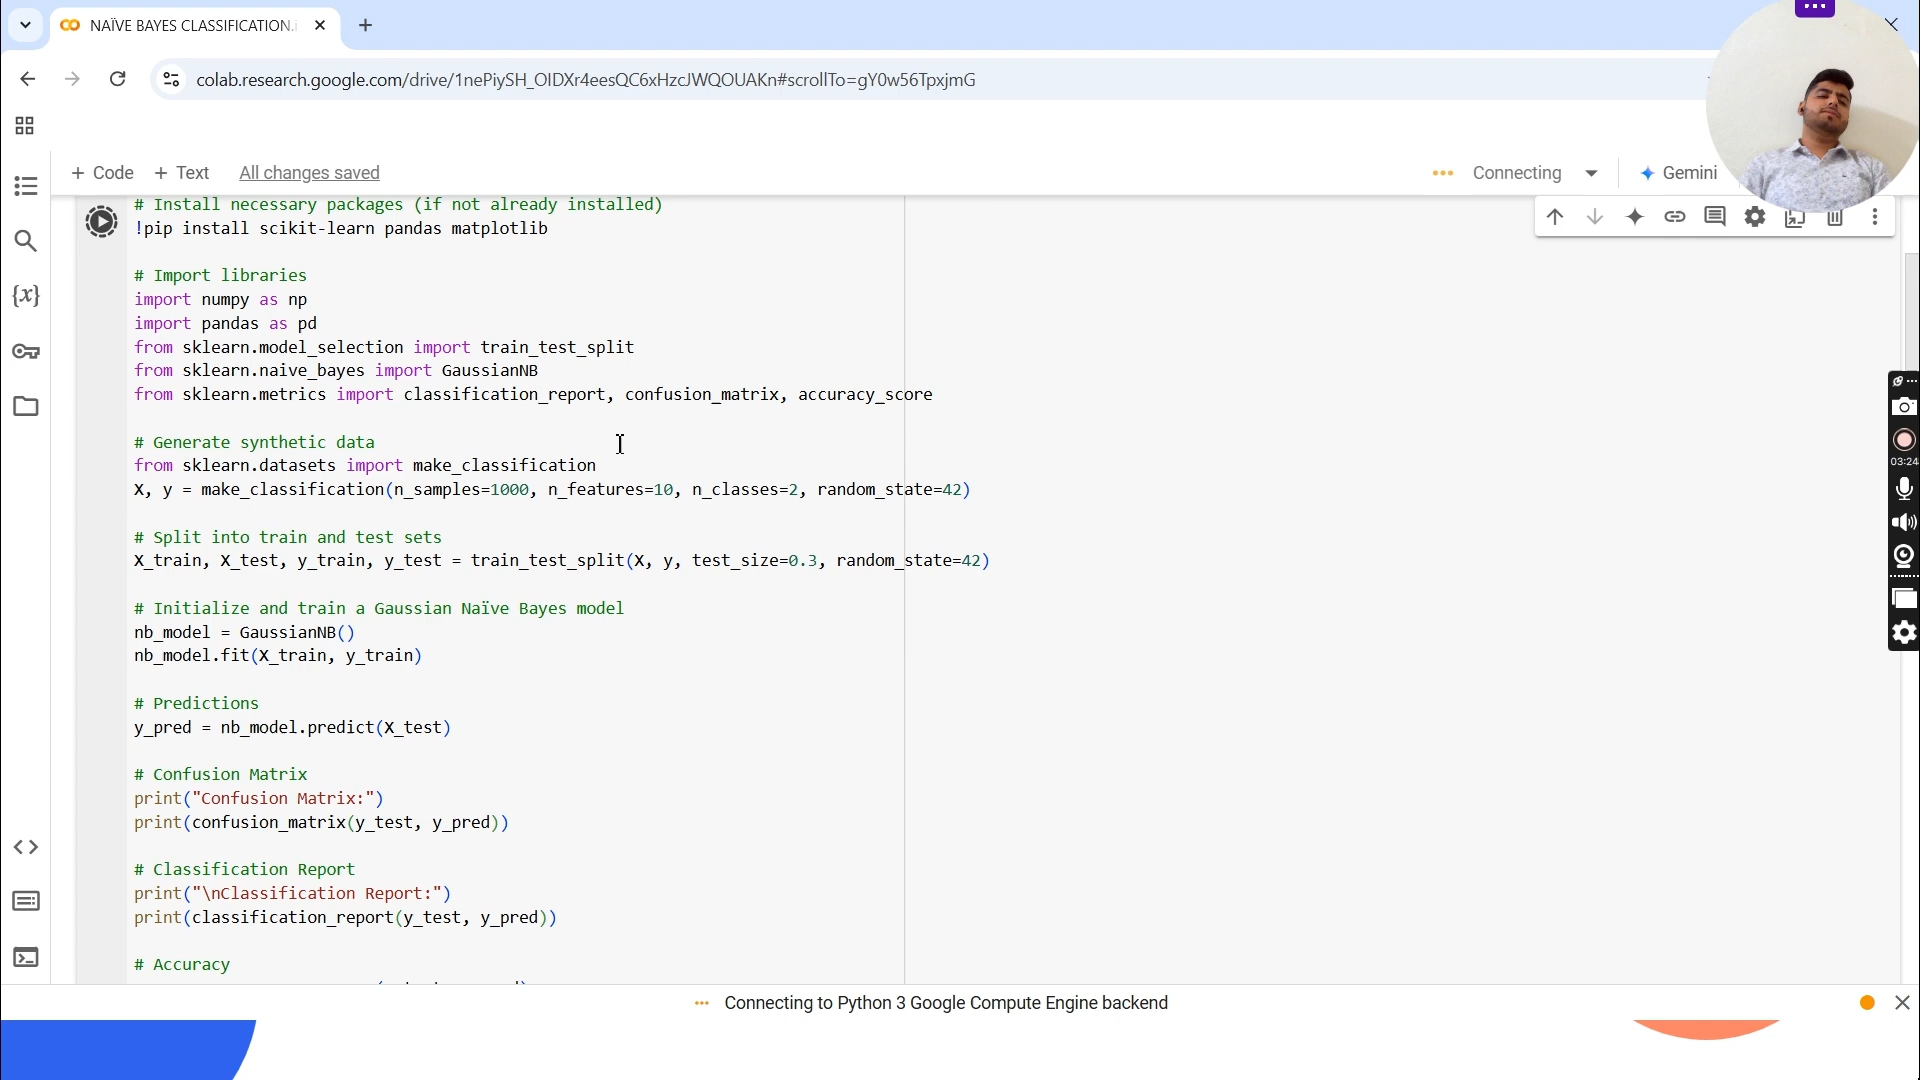 NAÏVE BAYES CLASSIFICATION.i
colab.research.google.com/drive/1nePiySH_OIDXr4eesQC6xHzcJWQOUAKn#scrollTo=gY0w56TpxjmG
+ Code + Text All changes saved
Connecting
Gemini
# Install necessary packages (if not already installed)
!pip install scikit-learn pandas matplotlib
# Import libraries
import numpy as np
import pandas as pd
from sklearn.model_selection import train_test_split
from sklearn.naive_bayes import GaussianNB
from sklearn.metrics import classification_report, confusion_matrix, accuracy_score
# Generate synthetic data
from sklearn.datasets import make_classification
X, y = make_classification(n_samples=1000, n_features=10, n_classes=2, random_state=42)
# Split into train and test sets
X_train, X_test, y_train, y_test = train_test_split(X, y, test_size=0.3, random_state=42)
# Initialize and train a Gaussian Naïve Bayes model
nb_model = GaussianNB()
nb_model.fit(X_train, y_train)
# Predictions
y_pred = nb_model.predict(X_test)
# Confusion Matrix
print("Confusion Matrix:")
print(confusion_matrix(y_test, y_pred))
# Classification Report
print("\nClassification Report:")
print(classification_report(y_test, y_pred))
# Accuracy
{x}
03:24
Connecting to Python 3 Google Compute Engine backend